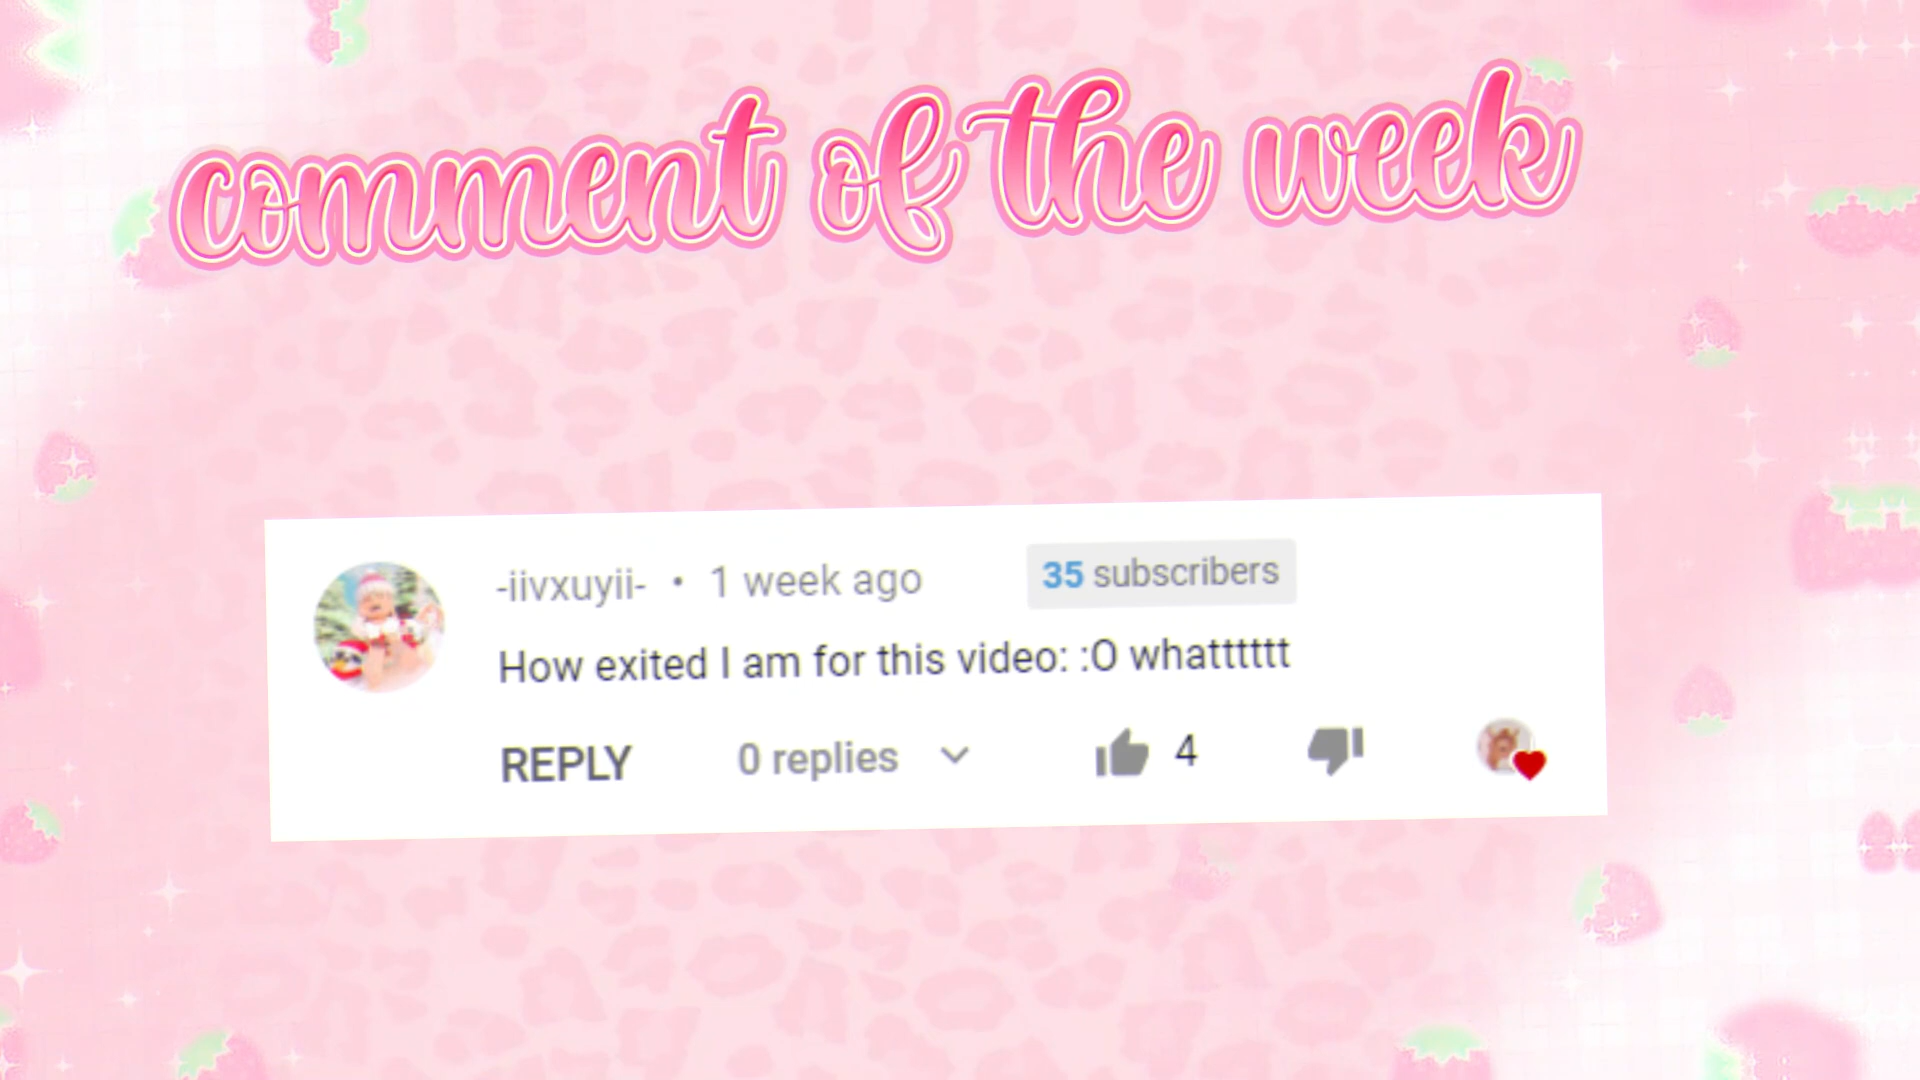 comment of the week
-iivxuyii- • 1 week ago 35 subscribers
How exited I am for this video: :O whatttttt
REPLY 0 replies 4